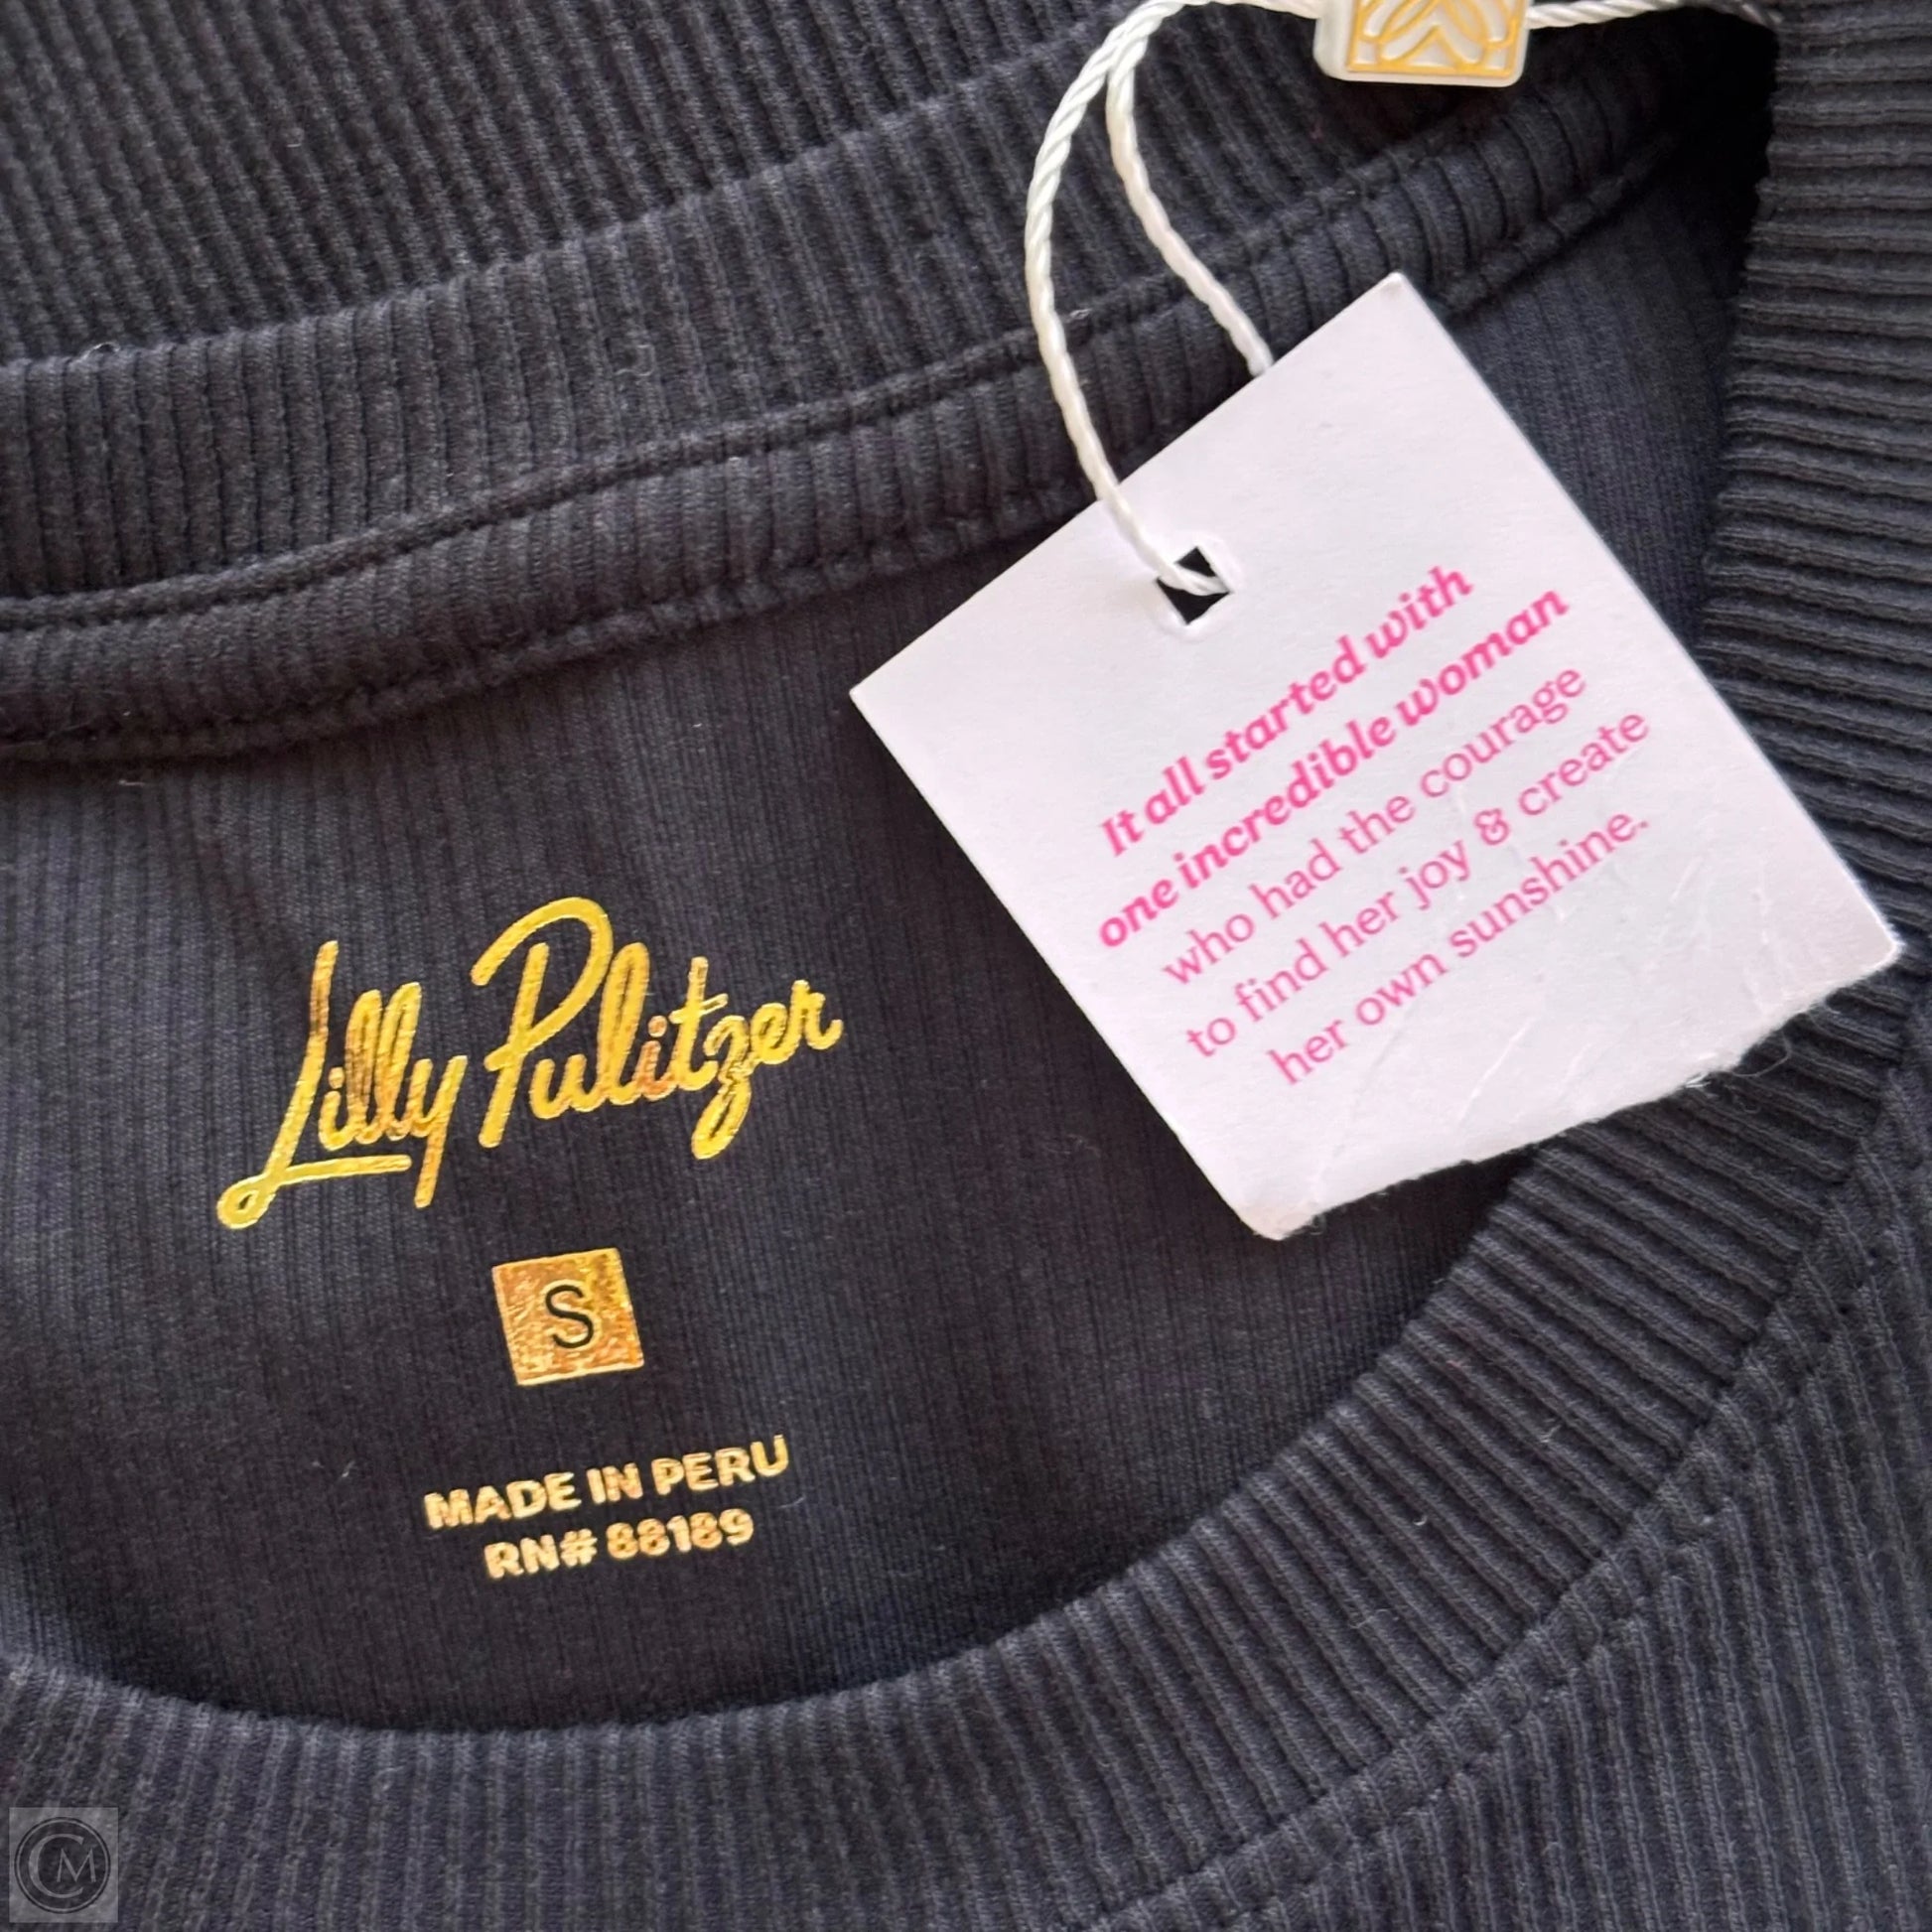 It all started with
one incredible woman
who had the courage
to find her joy & create
her own sunshine.
Lilly Pulitzer
S
MADE IN PERU
RN# 88189
CM